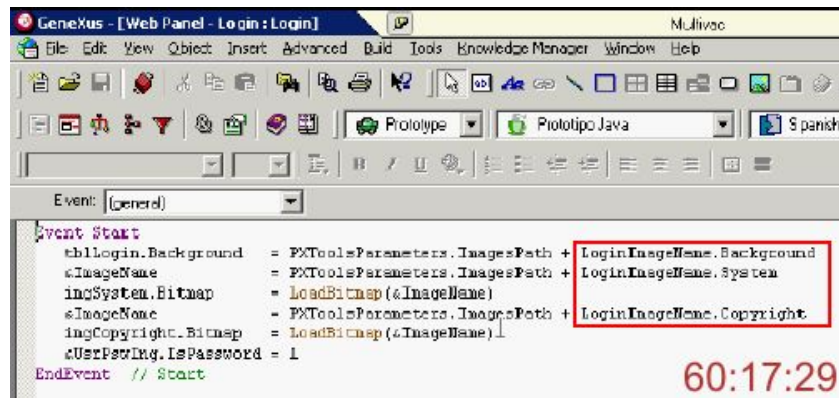 GeneXus - [Web Panel - Login : Login]
Multivac
File Edit View Object Insert Advanced Build Tools Knowledge Manager Window Help
Prototype Prototipo Java Spanish
Event: (general)
Event Start
tblLogin.Background = PXToolsParameters.ImagesPath + LoginImageName.Background
&ImageName = PXToolsParameters.ImagesPath + LoginImageName.System
imgSystem.Bitmap = LoadBitmap(&ImageName)
&ImageName = PXToolsParameters.ImagesPath + LoginImageName.Copyright
imgCopyright.Bitmap = LoadBitmap(&ImageName)
&UsrPswIng.IsPassword = 1
EndEvent // Start
60:17:29